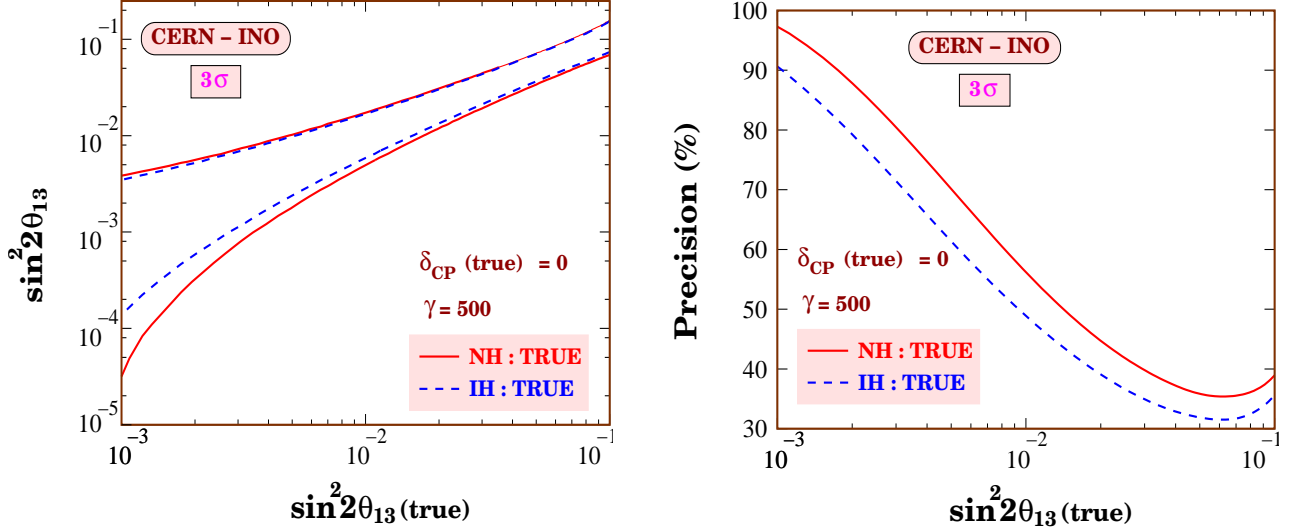 10⁻¹
10⁻²
10⁻³
10⁻⁴
10⁻⁵
sin²2θ₁₃
CERN – INO
3σ
δ_CP (true) = 0
γ = 500
NH : TRUE
IH : TRUE
10⁻³ 10⁻² 10⁻¹
sin²2θ₁₃ (true)
100
90
80
70
60
50
40
30
Precision (%)
CERN – INO
3σ
δ_CP (true) = 0
γ = 500
NH : TRUE
IH : TRUE
10⁻³ 10⁻² 10⁻¹
sin²2θ₁₃ (true)